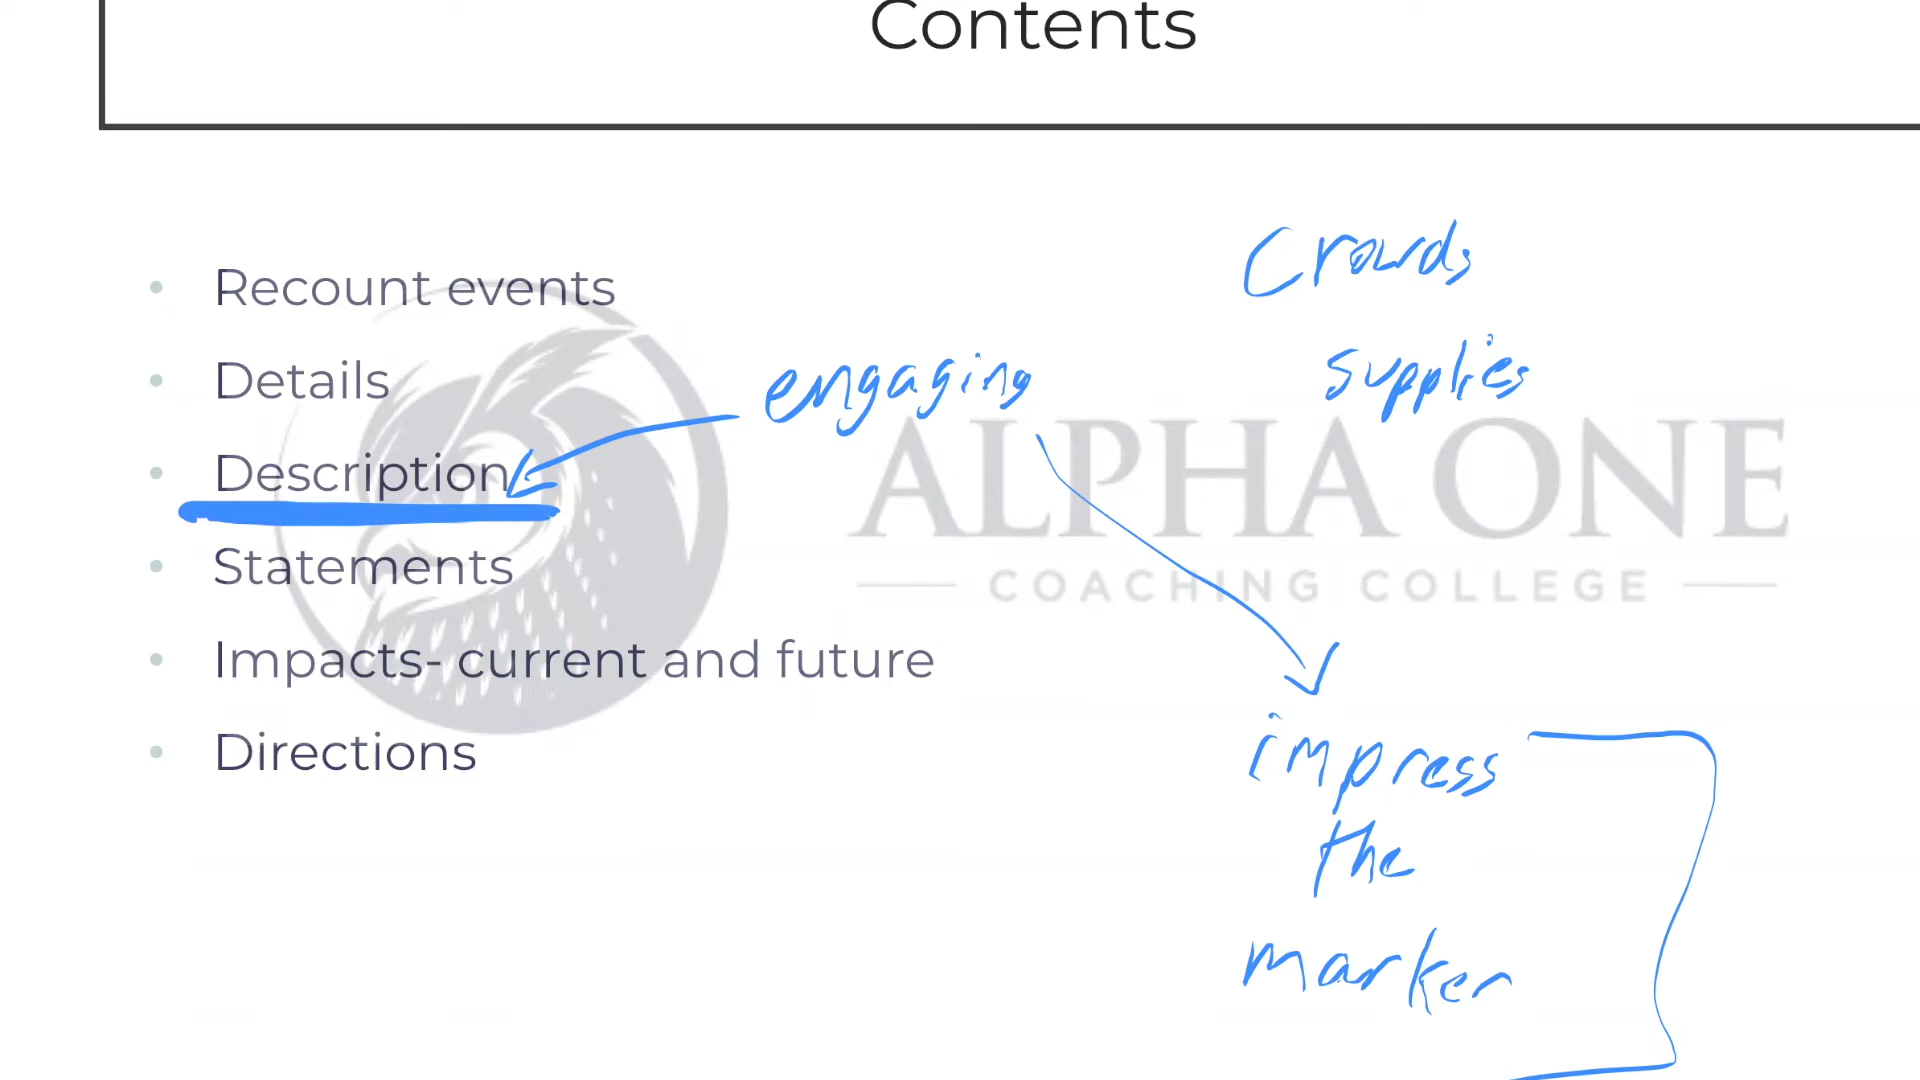 Contents
• Recount events
• Details
• Description
• Statements
• Impacts- current and future
• Directions
Crowds
supplies
engaging
ALPHA ONE
COACHING COLLEGE
impress
the
marker